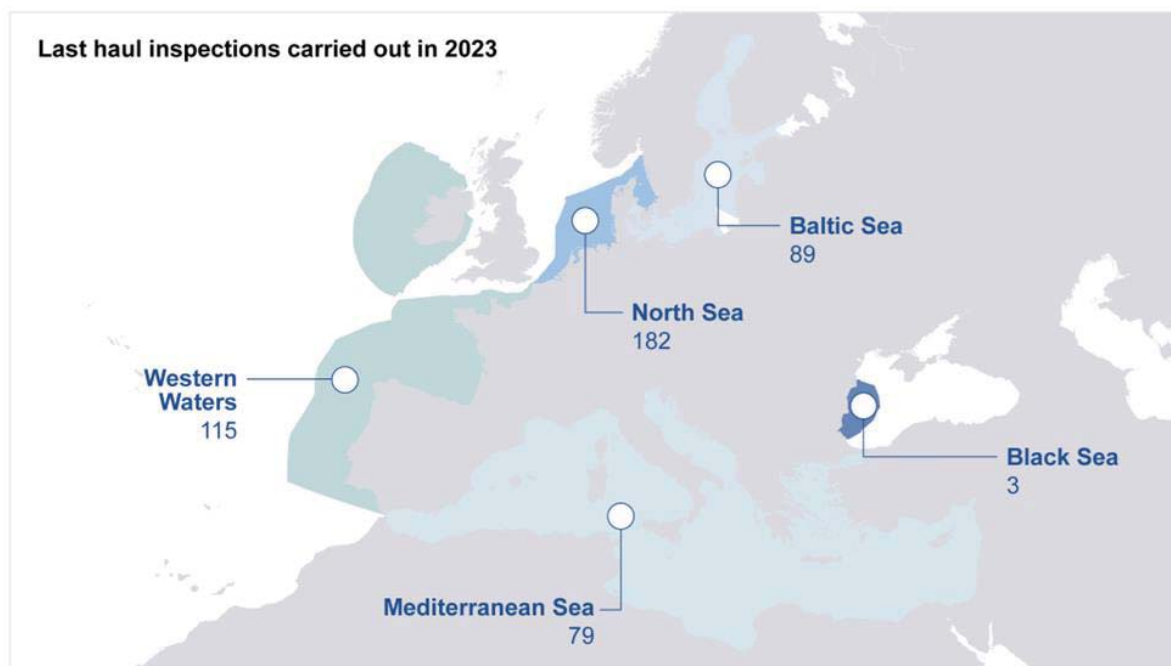 Last haul inspections carried out in 2023
Baltic Sea
89
North Sea
182
Western
Waters
115
Black Sea
3
Mediterranean Sea
79